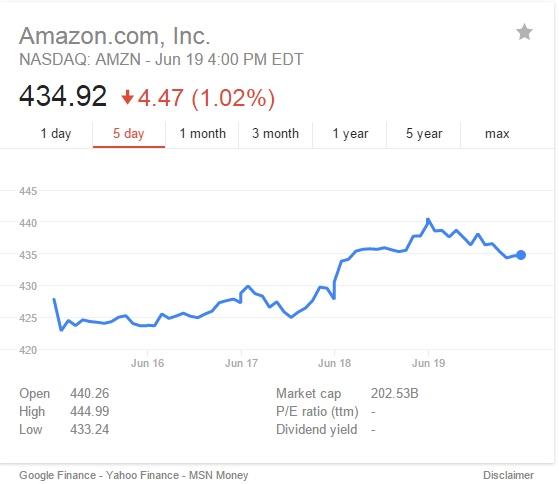 Amazon.com, Inc.
NASDAQ: AMZN - Jun 19 4:00 PM EDT
434.92 4.47 (1.02%)
1 day 5 day 1 month 3 month 1 year 5 year max
445
440
435
430
425
420
Jun 16 Jun 17 Jun 18 Jun 19
Open 440.26 Market cap 202.53B
High 444.99 P/E ratio (ttm) -
Low 433.24 Dividend yield -
Google Finance - Yahoo Finance - MSN Money Disclaimer